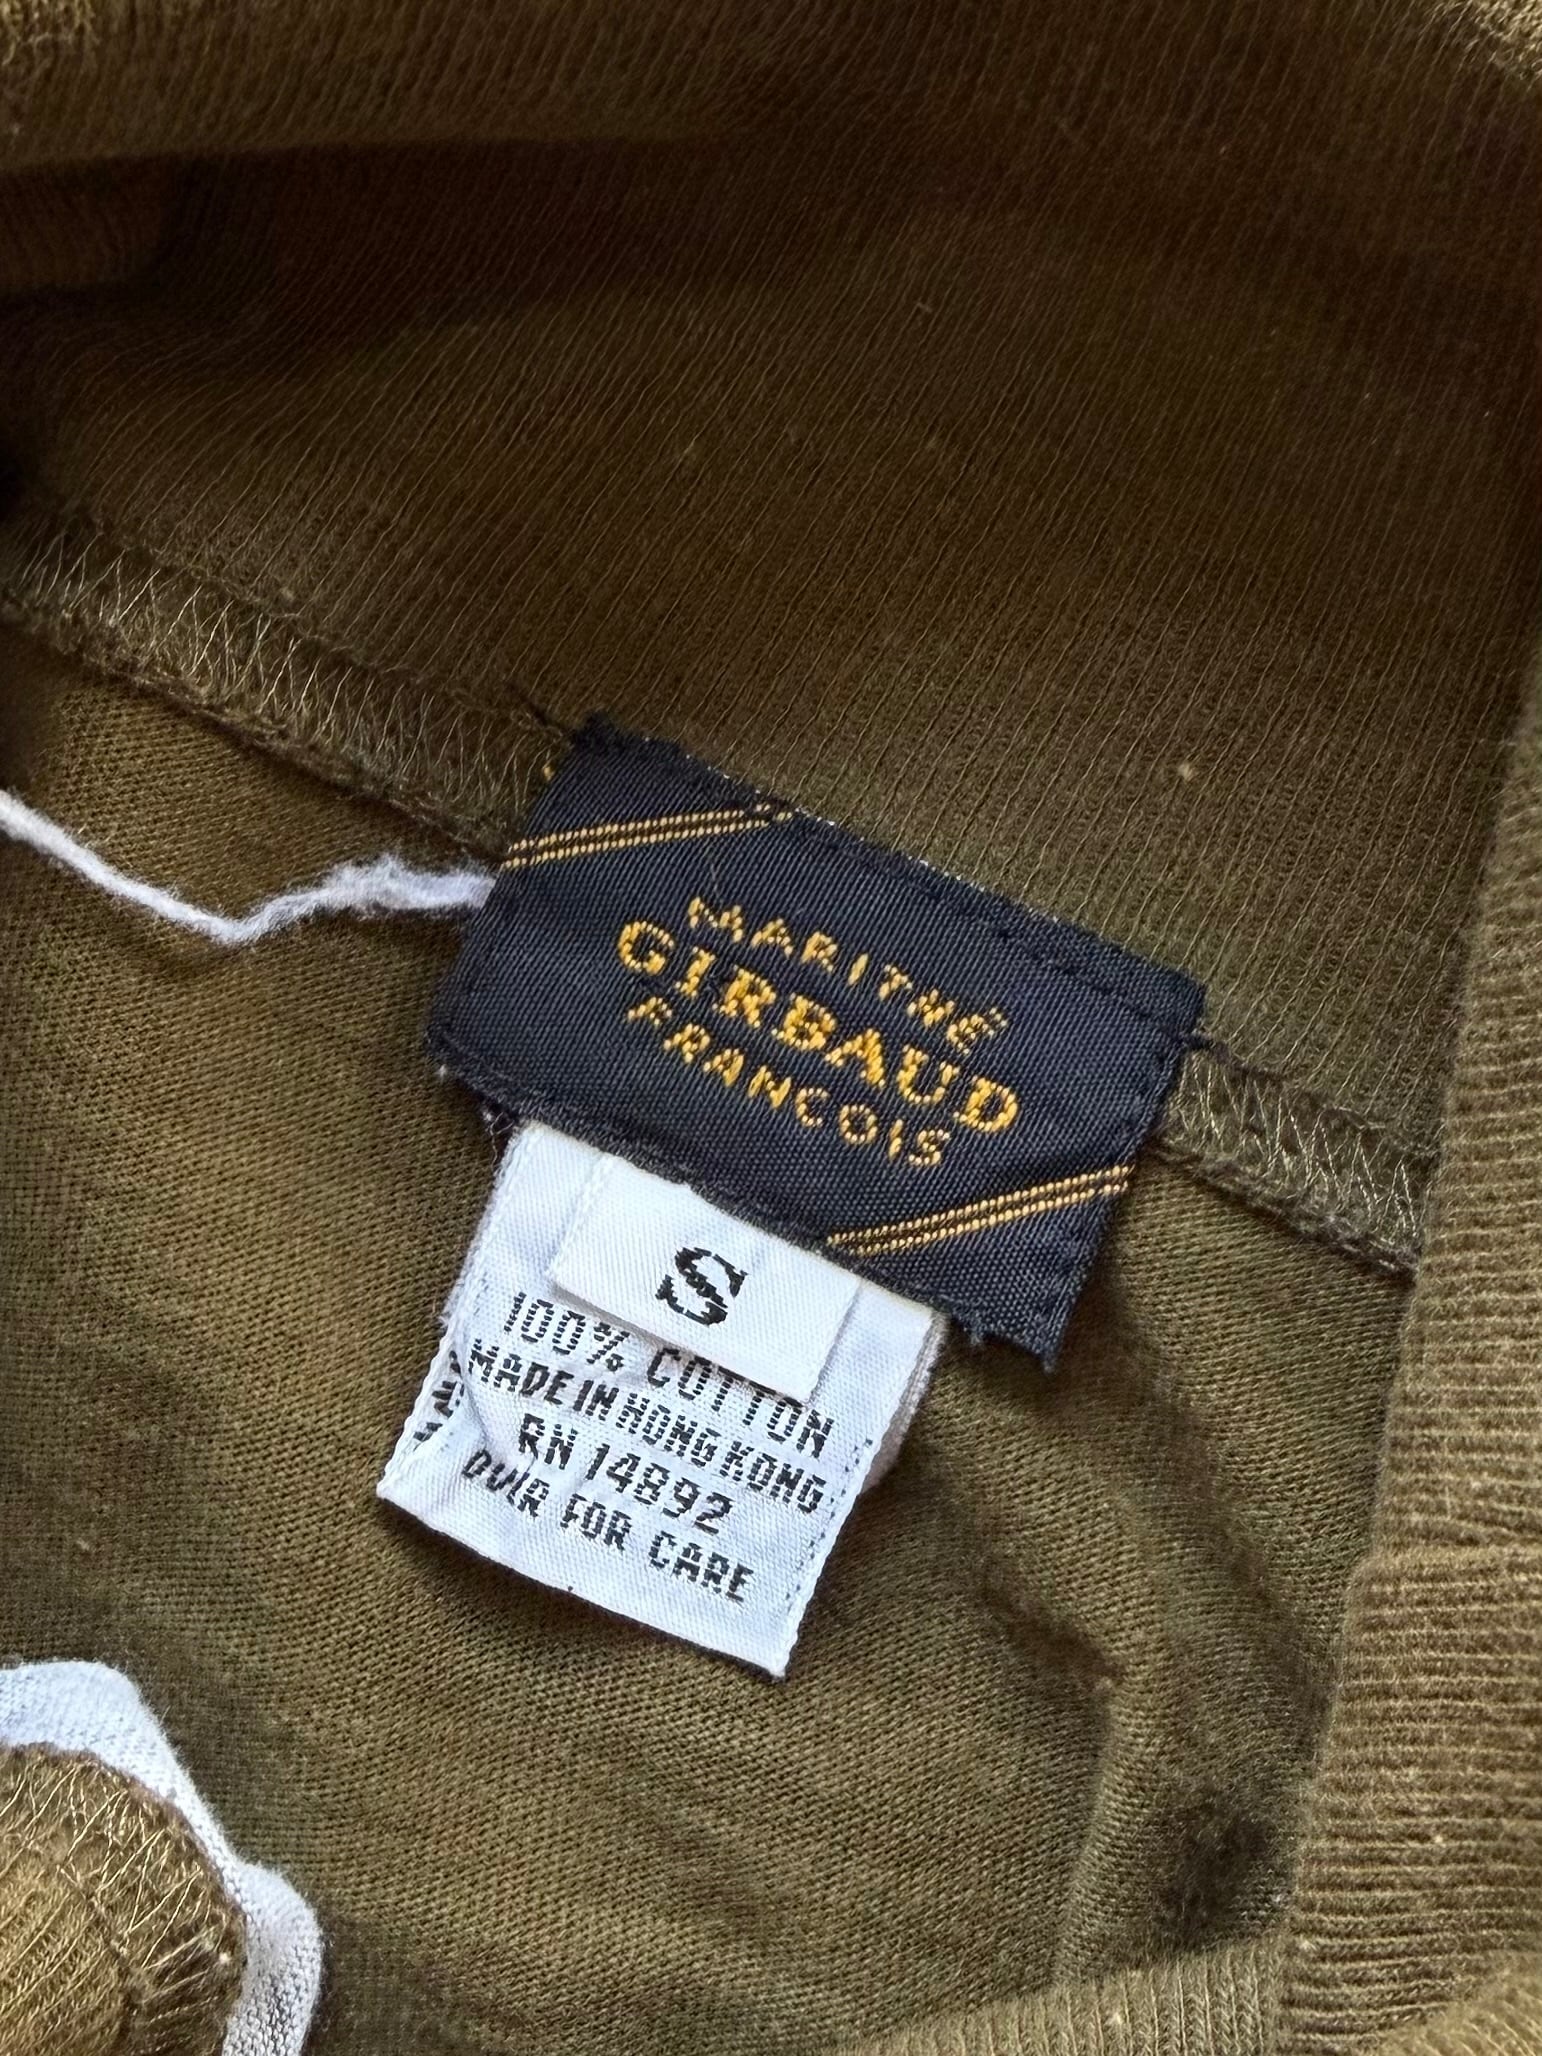 MARITHÉ
GIRBAUD
FRANCOIS
S
100% COTTON
MADE IN HONG KONG
RN 14892
OVER FOR CARE